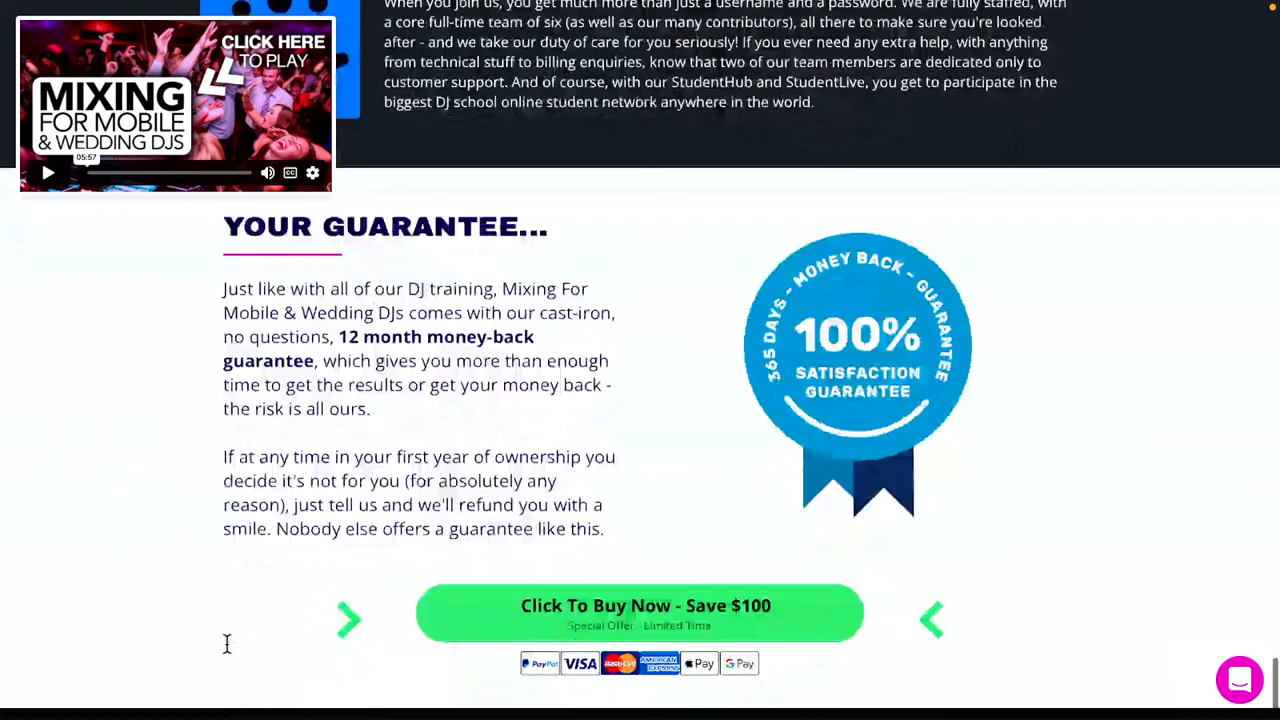 When you join us, you get much more than just a username and a password. We are fully staffed, with
a core full-time team of six (as well as our many contributors), all there to make sure you're looked
after - and we take our duty of care for you seriously! If you ever need any extra help, with anything
from technical stuff to billing enquiries, know that two of our team members are dedicated only to
customer support. And of course, with our StudentHub and StudentLive, you get to participate in the
biggest DJ school online student network anywhere in the world.
CLICK HERE
TO PLAY
MIXING
FOR MOBILE
& WEDDING DJS
05:57
CC
YOUR GUARANTEE...
Just like with all of our DJ training, Mixing For
Mobile & Wedding DJs comes with our cast-iron,
no questions, 12 month money-back
guarantee, which gives you more than enough
time to get the results or get your money back -
the risk is all ours.
If at any time in your first year of ownership you
decide it's not for you (for absolutely any
reason), just tell us and we'll refund you with a
smile. Nobody else offers a guarantee like this.
365 DAYS - MONEY BACK - GUARANTEE
100%
SATISFACTION
GUARANTEE
Click To Buy Now - Save $100
Special Offer - Limited Time
PayPal VISA MasterCard AMERICAN EXPRESS Pay G Pay